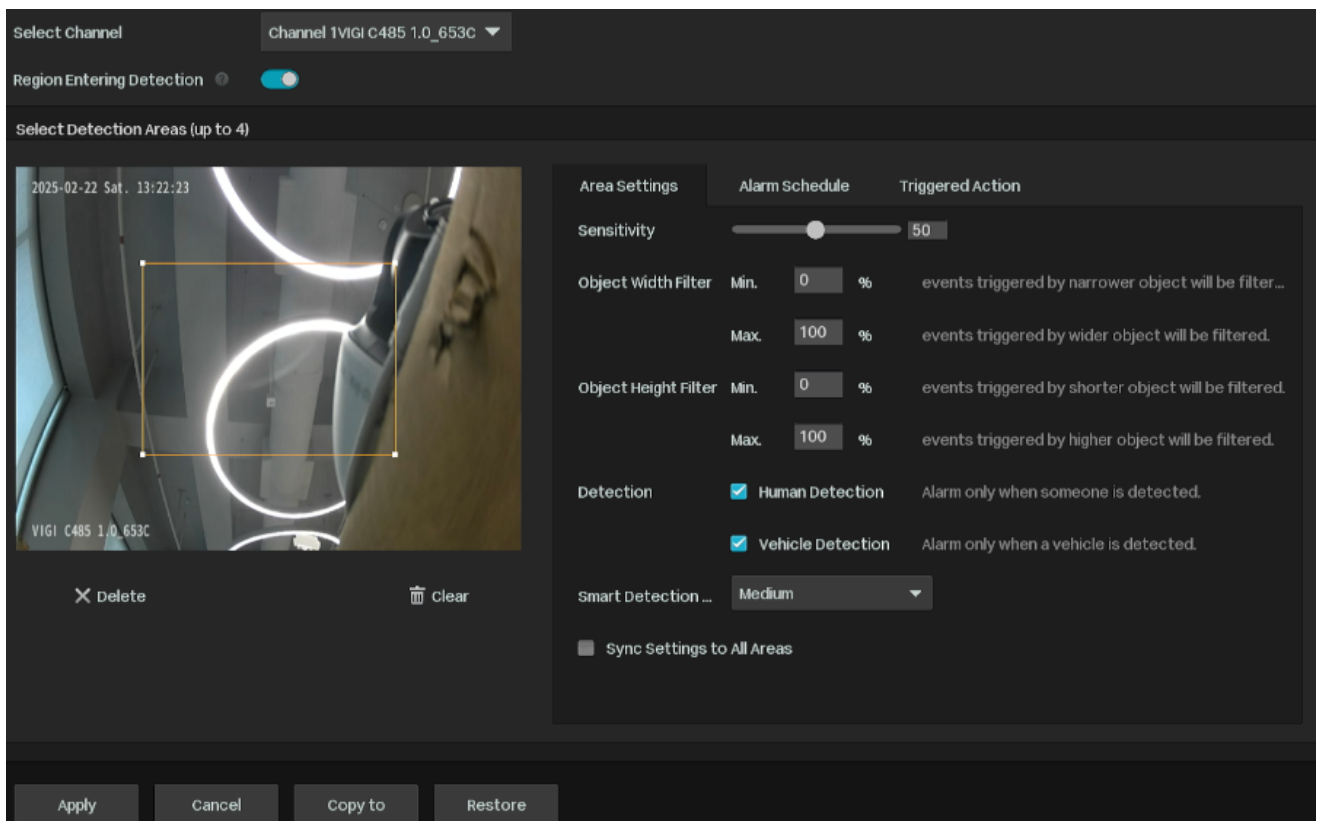 Select Channel Channel 1VIGI C485 1.0_653C
Region Entering Detection
Select Detection Areas (up to 4)
2025-02-22 Sat. 13:22:23
VIGI C485 1.0_653C
Delete Clear
Area Settings Alarm Schedule Triggered Action
Sensitivity 50
Object Width Filter Min. 0 % events triggered by narrower object will be filter...
Max. 100 % events triggered by wider object will be filtered.
Object Height Filter Min. 0 % events triggered by shorter object will be filtered.
Max. 100 % events triggered by higher object will be filtered.
Detection Human Detection Alarm only when someone is detected.
Vehicle Detection Alarm only when a vehicle is detected.
Smart Detection ... Medium
Sync Settings to All Areas
Apply Cancel Copy to Restore